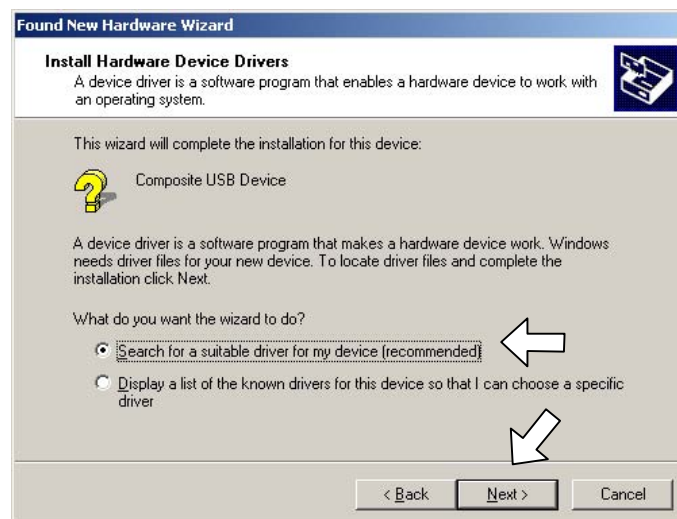 Found New Hardware Wizard
Install Hardware Device Drivers
A device driver is a software program that enables a hardware device to work with
an operating system.
This wizard will complete the installation for this device:
Composite USB Device
A device driver is a software program that makes a hardware device work. Windows
needs driver files for your new device. To locate driver files and complete the
installation click Next.
What do you want the wizard to do?
Search for a suitable driver for my device (recommended)
Display a list of the known drivers for this device so that I can choose a specific
driver
< Back Next > Cancel